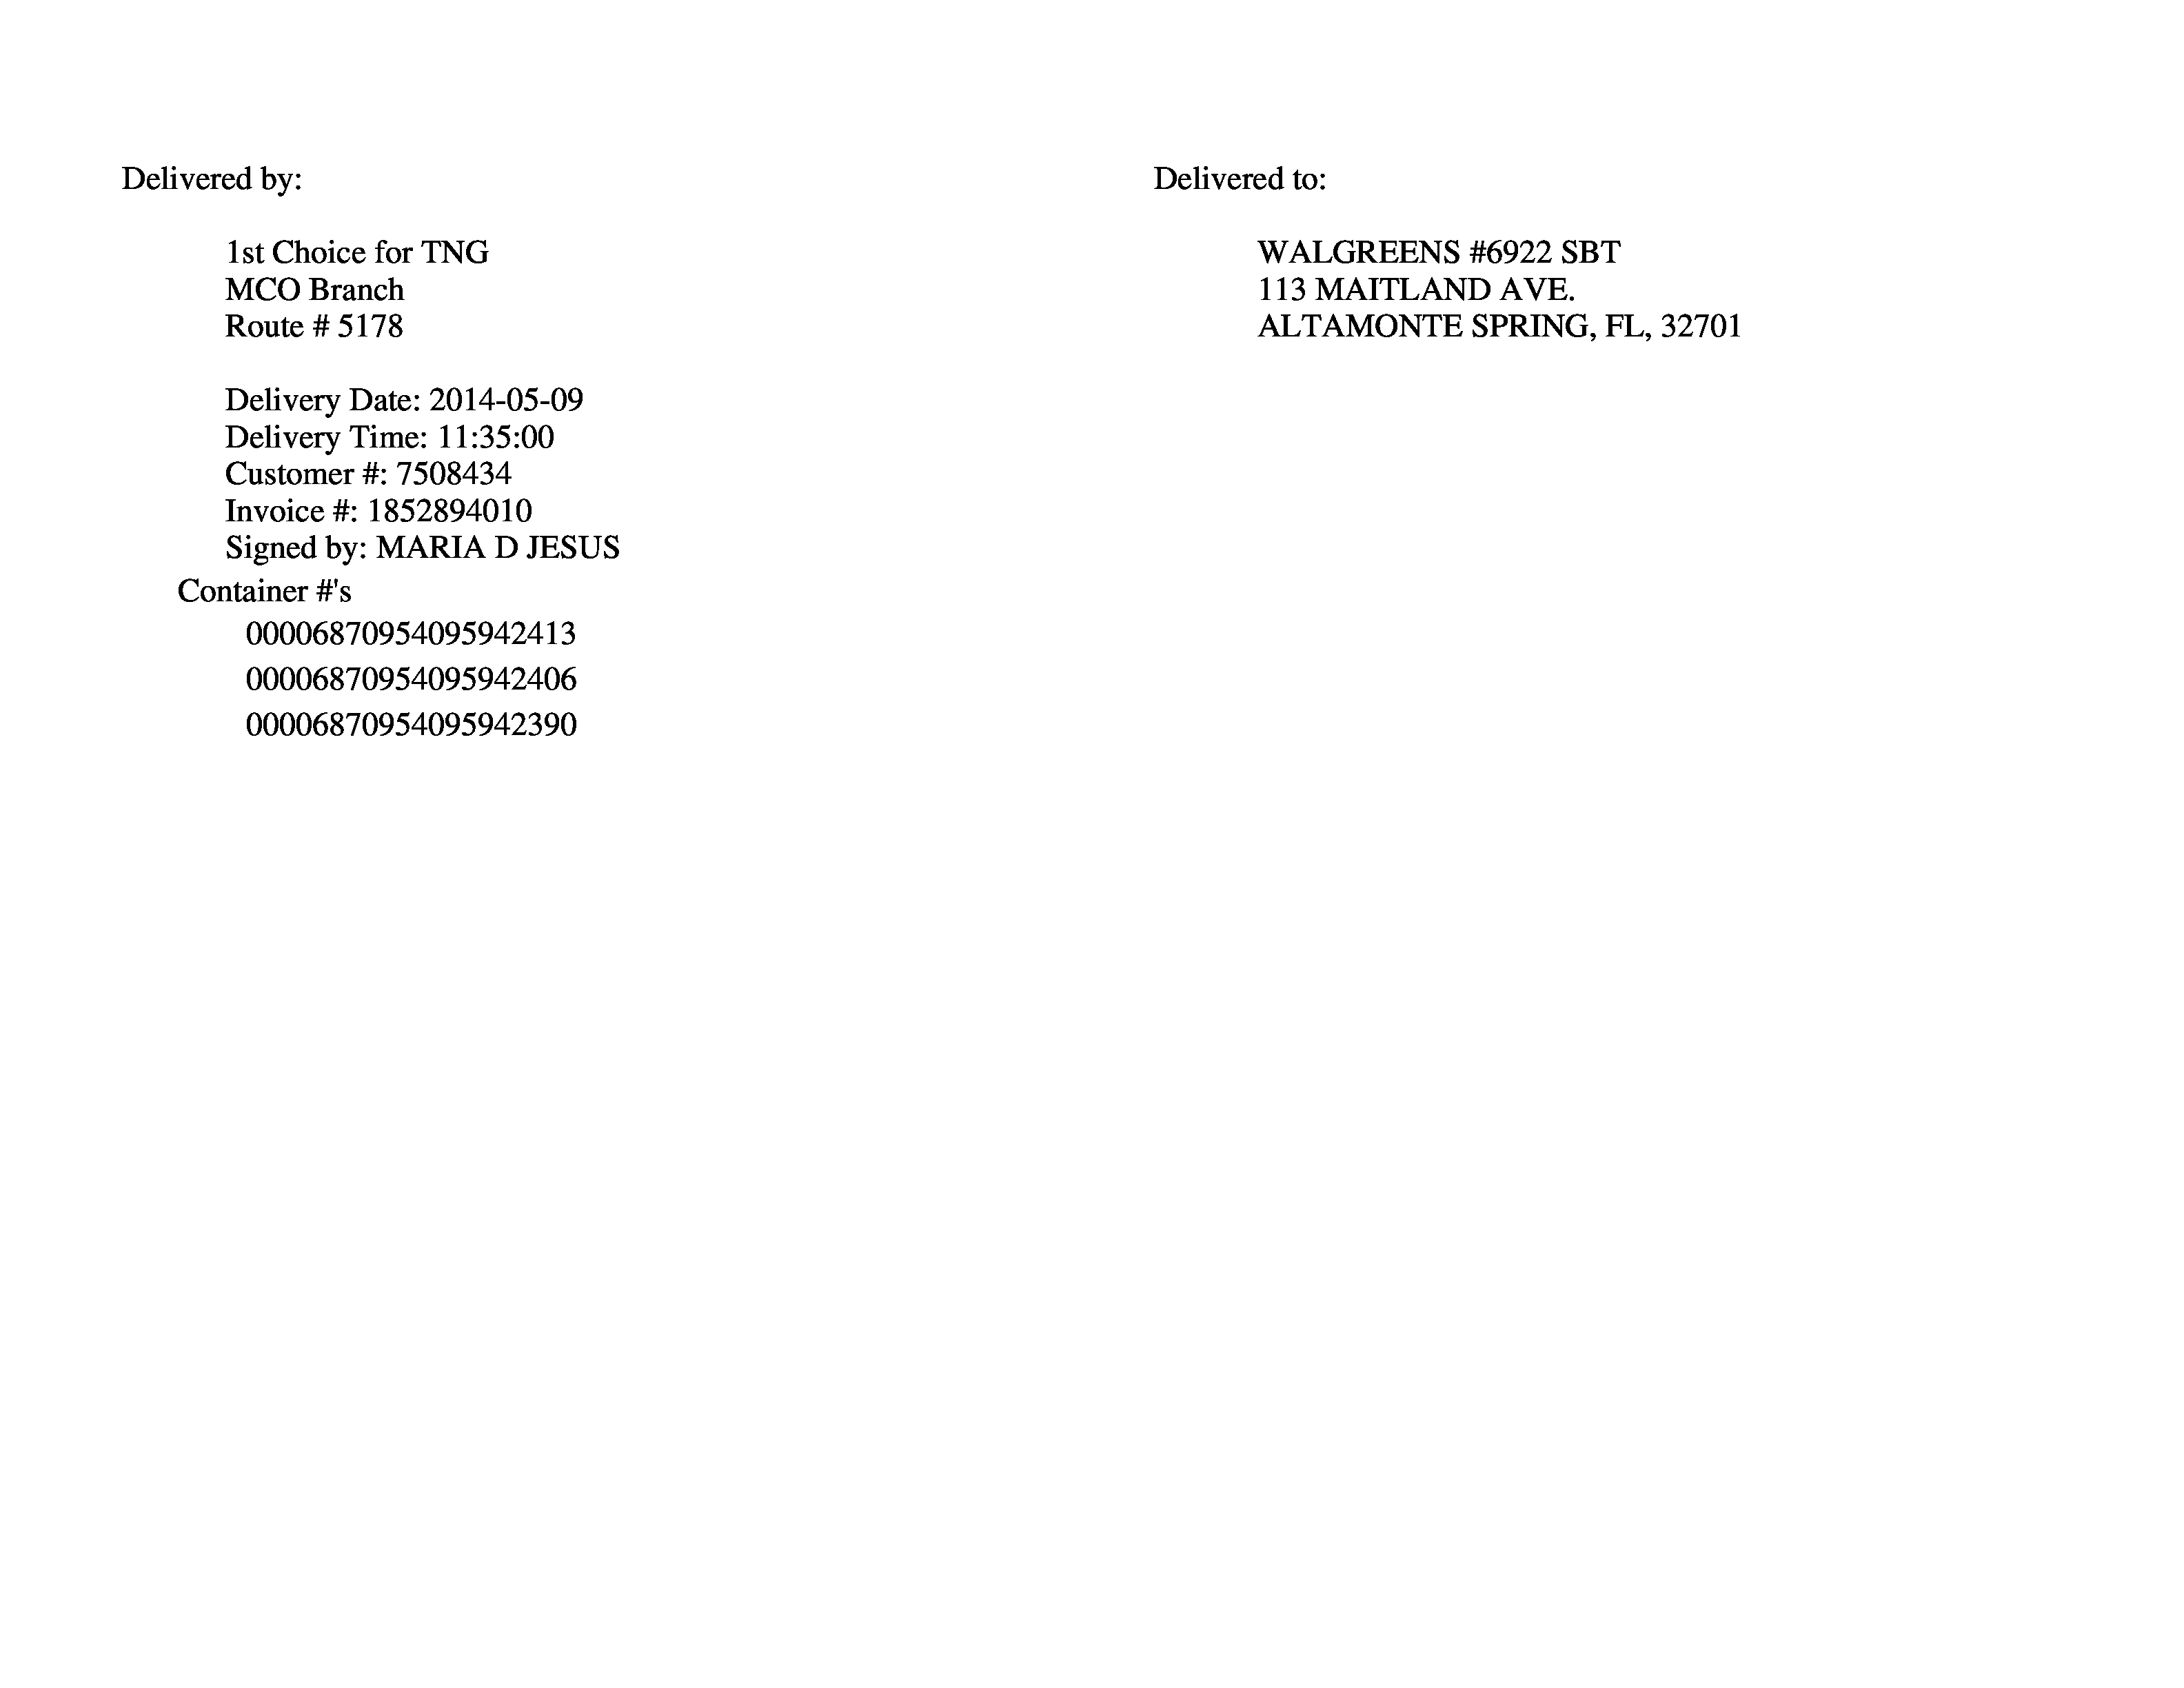 Delivered by:
1st Choice for TNG
MCO Branch
Route # 5178
Delivery Date: 2014-05-09
Delivery Time: 11:35:00
Customer #: 7508434
Invoice #: 1852894010
Signed by: MARIA D JESUS
Container #'s
00006870954095942413
00006870954095942406
00006870954095942390
Delivered to:
WALGREENS #6922 SBT
113 MAITLAND AVE.
ALTAMONTE SPRING, FL, 32701